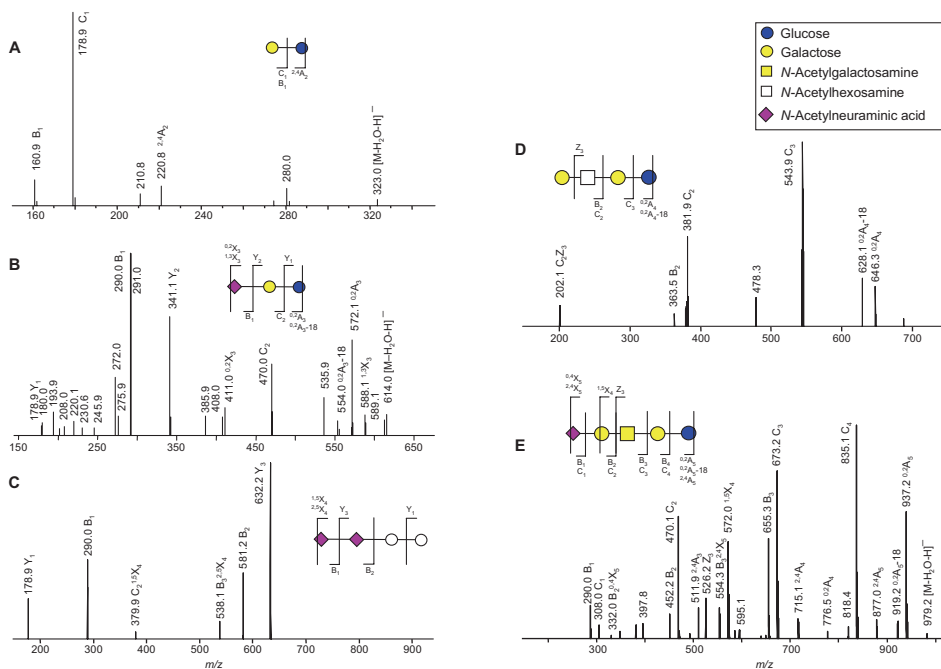 A
178.9 C₁
160.9 B₁
210.8
220.8 ²,⁴A₂
280.0
323.0 [M-H₂O-H]⁻
C₁
B₁
²,⁴A₂
160 200 240 280 320
Glucose
Galactose
N-Acetylgalactosamine
N-Acetylhexosamine
N-Acetylneuraminic acid
B
178.9 Y₁
180.0
193.9
208.0
220.1
230.6
245.9
272.0
275.9
290.0 B₁
291.0
341.1 Y₂
385.9
408.0
411.0 ⁰,²X₃
470.0 C₂
535.9
554.0 ⁰,²A₃-18
572.1 ⁰,²A₃
588.1 ¹,³X₃
589.1
614.0 [M–H₂O-H]⁻
⁰,²X₃
¹,³X₃
Y₂
Y₁
B₁
C₂
⁰,²A₃
⁰,²A₃-18
150 250 350 450 550 650
C
178.9 Y₁
290.0 B₁
379.9 C₂¹,⁵X₄
538.1 B₃²,⁵X₄
581.2 B₂
632.2 Y₃
¹,⁵X₄
²,⁵X₄
Y₃
Y₁
B₁
B₂
200 300 400 500 600 700 800 900
m/z
D
202.1 C₂Z₃
363.5 B₂
381.9 C₂
478.3
543.9 C₃
628.1 ⁰,²A₄-18
646.3 ⁰,²A₄
Z₃
B₂
C₂
C₃
⁰,²A₄
⁰,²A₄-18
200 300 400 500 600 700
E
290.0 B₁
308.0 C₁
332.0 B₂⁰,⁴X₅
397.8
452.2 B₂
470.1 C₂
511.9 ²,⁴A₃
526.2 Z₃
554.3 B₃²,⁴X₅
572.0 ¹,⁵X₄
595.1
655.3 B₃
673.2 C₃
715.1 ²,⁴A₄
776.5 ⁰,²A₄
818.4
835.1 C₄
877.0 ²,⁴A₅
919.2 ⁰,²A₅-18
937.2 ⁰,²A₅
979.2 [M-H₂O-H]⁻
⁰,⁴X₅
²,⁴X₅
¹,⁵X₄
Z₃
B₁
C₁
B₂
C₂
B₃
C₃
B₄
C₄
⁰,²A₅
⁰,²A₅-18
²,⁴A₅
300 500 700 900
m/z